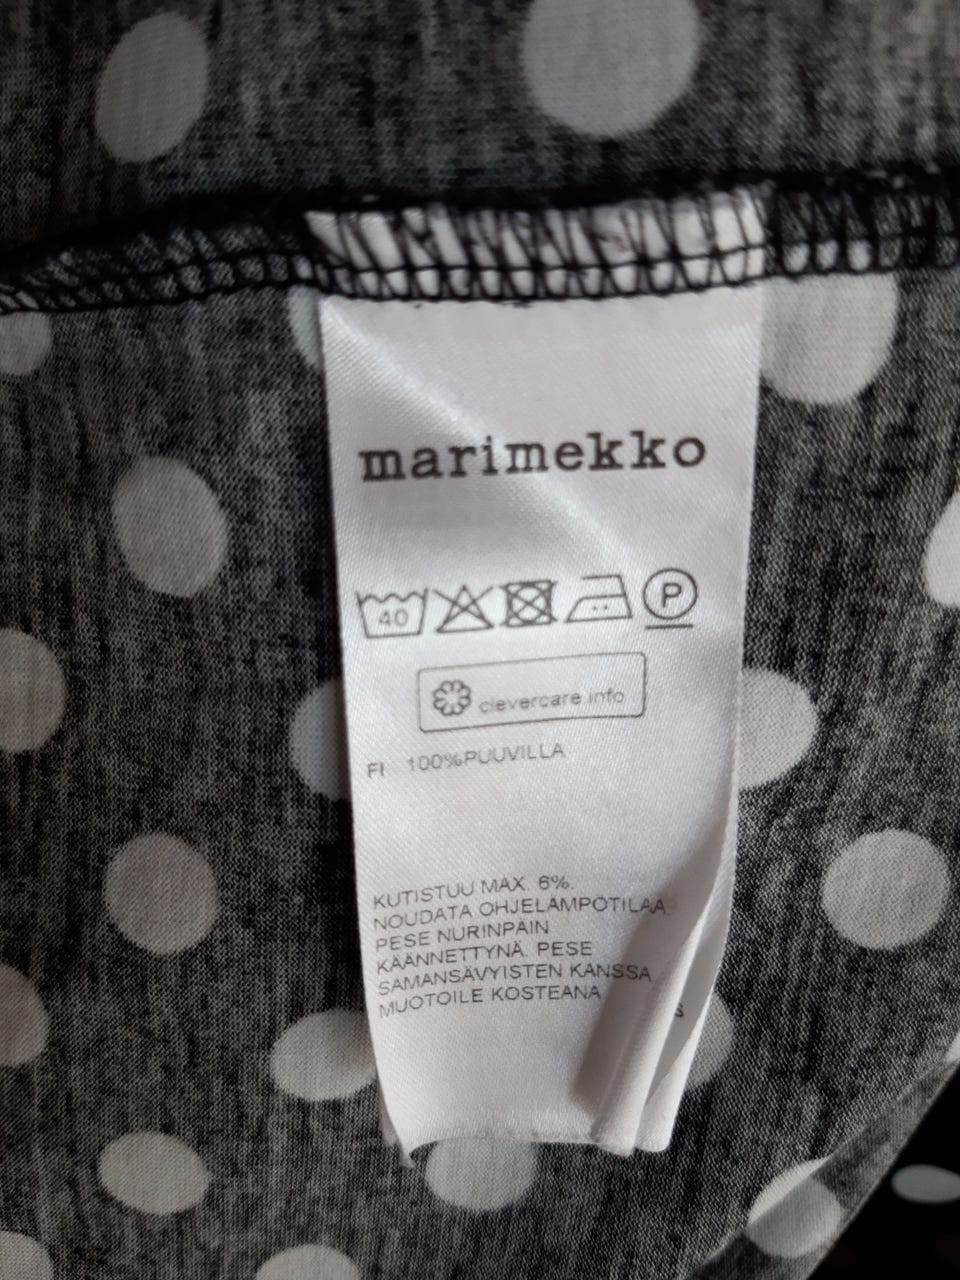 marimekko
40 P
clevercare.info
FI 100%PUUVILLA
KUTISTUU MAX. 6%.
NOUDATA OHJELÄMPÖTILAA.
PESE NURINPÄIN
KÄÄNNETTYNÄ. PESE
SAMANSÄVYISTEN KANSSA
MUOTOILE KOSTEANA